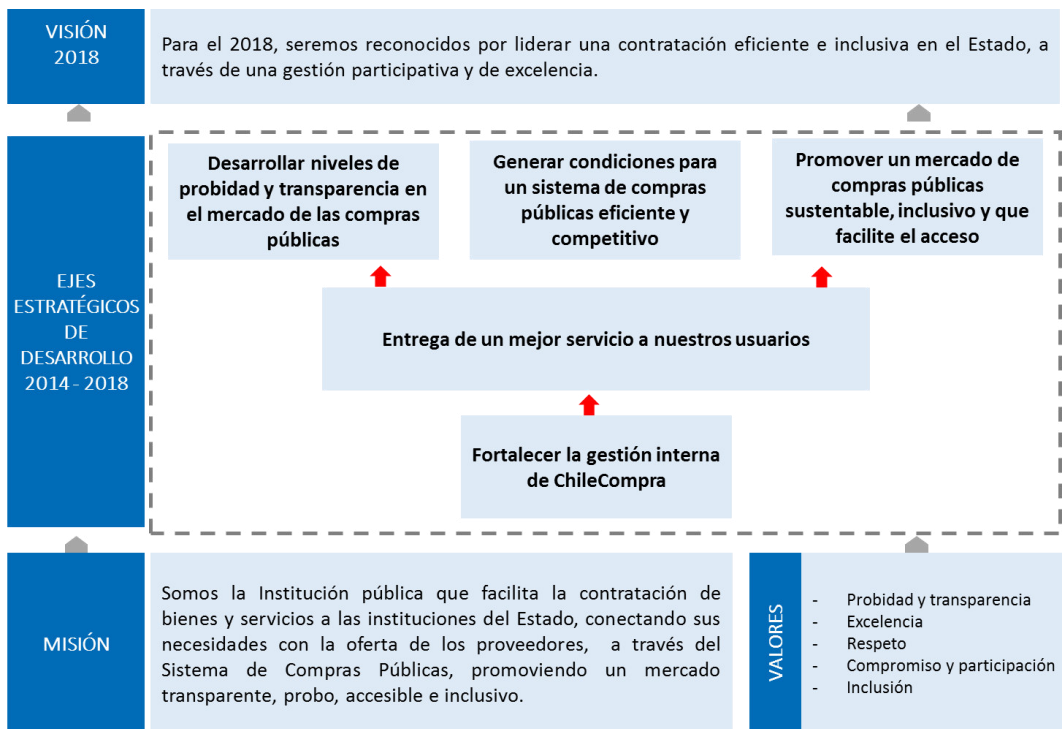 VISIÓN
2018
Para el 2018, seremos reconocidos por liderar una contratación eficiente e inclusiva en el Estado, a
través de una gestión participativa y de excelencia.
EJES
ESTRATÉGICOS
DE
DESARROLLO
2014 - 2018
Desarrollar niveles de
probidad y transparencia en
el mercado de las compras
públicas
Generar condiciones para
un sistema de compras
públicas eficiente y
competitivo
Promover un mercado de
compras públicas
sustentable, inclusivo y que
facilite el acceso
Entrega de un mejor servicio a nuestros usuarios
Fortalecer la gestión interna
de ChileCompra
MISIÓN
Somos la Institución pública que facilita la contratación de
bienes y servicios a las instituciones del Estado, conectando sus
necesidades con la oferta de los proveedores, a través del
Sistema de Compras Públicas, promoviendo un mercado
transparente, probo, accesible e inclusivo.
VALORES
- Probidad y transparencia
- Excelencia
- Respeto
- Compromiso y participación
- Inclusión